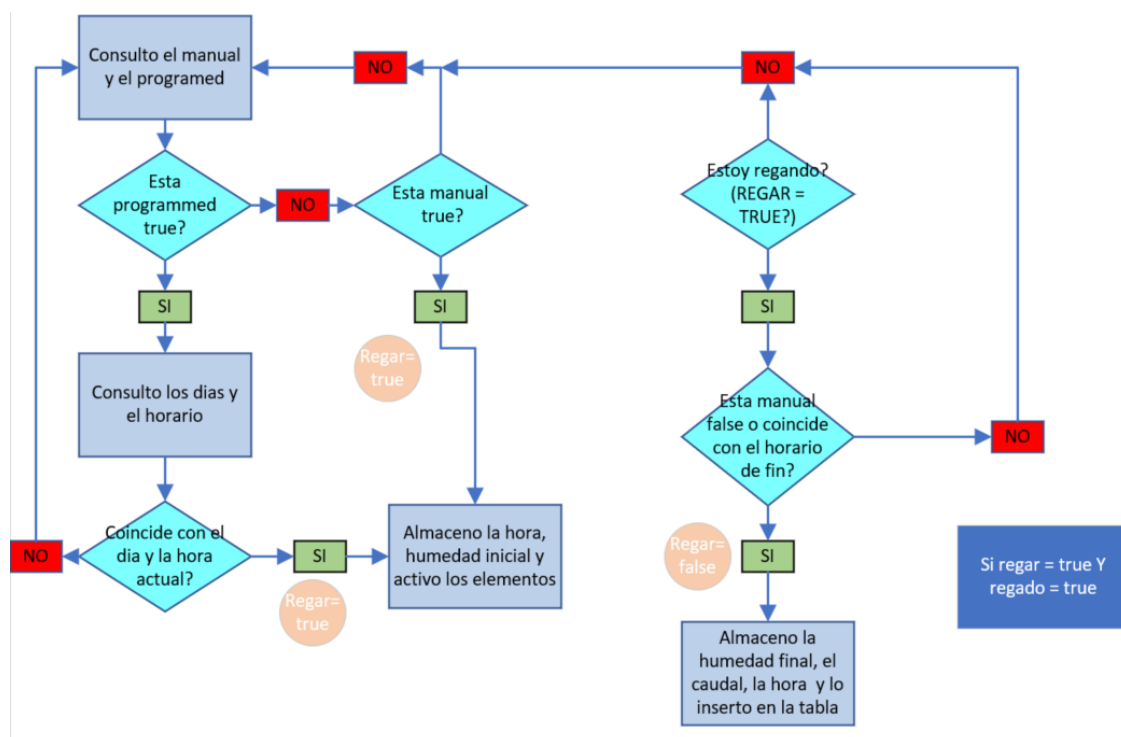 Consulto el manual
y el programed
NO
Esta
programmed
true?
NO
Esta manual
true?
SI
SI
Regar=
true
Consulto los dias y
el horario
Coincide con el
dia y la hora
actual?
NO
SI
Regar=
true
Almaceno la hora,
humedad inicial y
activo los elementos
NO
Estoy regando?
(REGAR =
TRUE?)
SI
Esta manual
false o coincide
con el horario
de fin?
NO
Regar=
false
SI
Almaceno la
humedad final, el
caudal, la hora y lo
inserto en la tabla
Si regar = true Y
regado = true